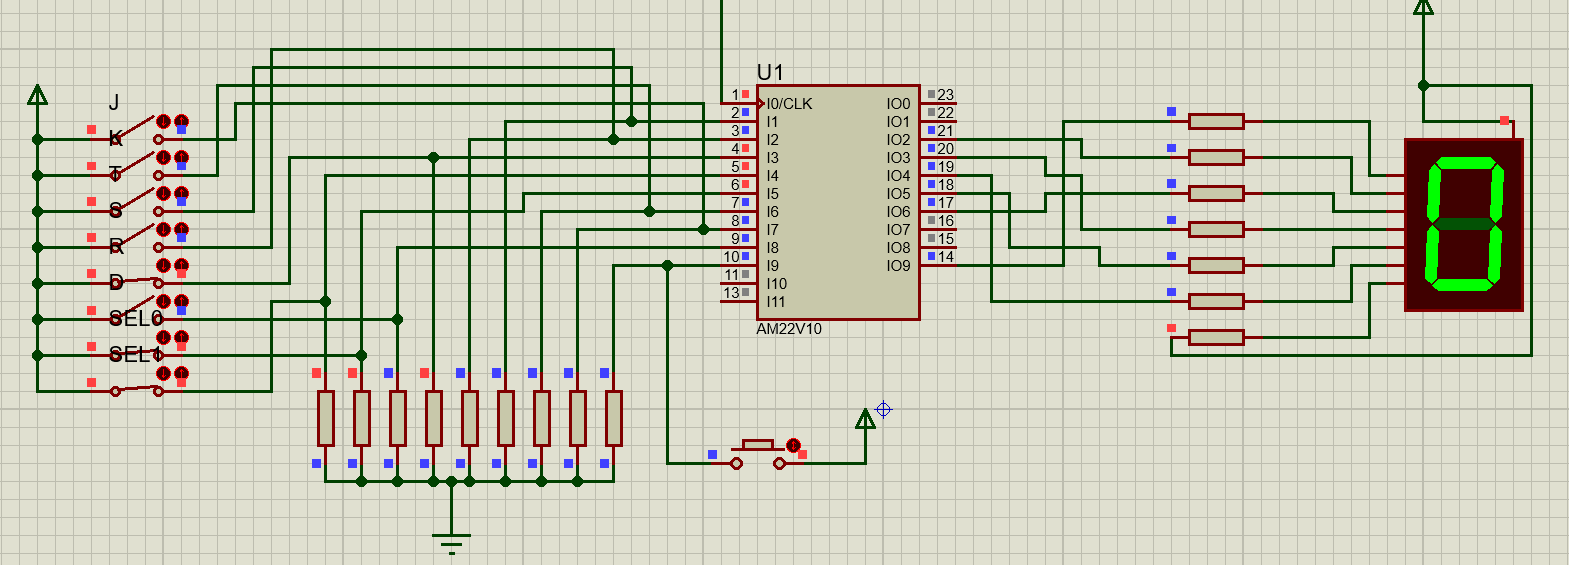 J
K
T
S
R
D
SEL0
SEL1
U1
1 I0/CLK IO0 23
2 I1 IO1 22
3 I2 IO2 21
4 I3 IO3 20
5 I4 IO4 19
6 I5 IO5 18
7 I6 IO6 17
8 I7 IO7 16
9 I8 IO8 15
10 I9 IO9 14
11 I10
13 I11
AM22V10
0